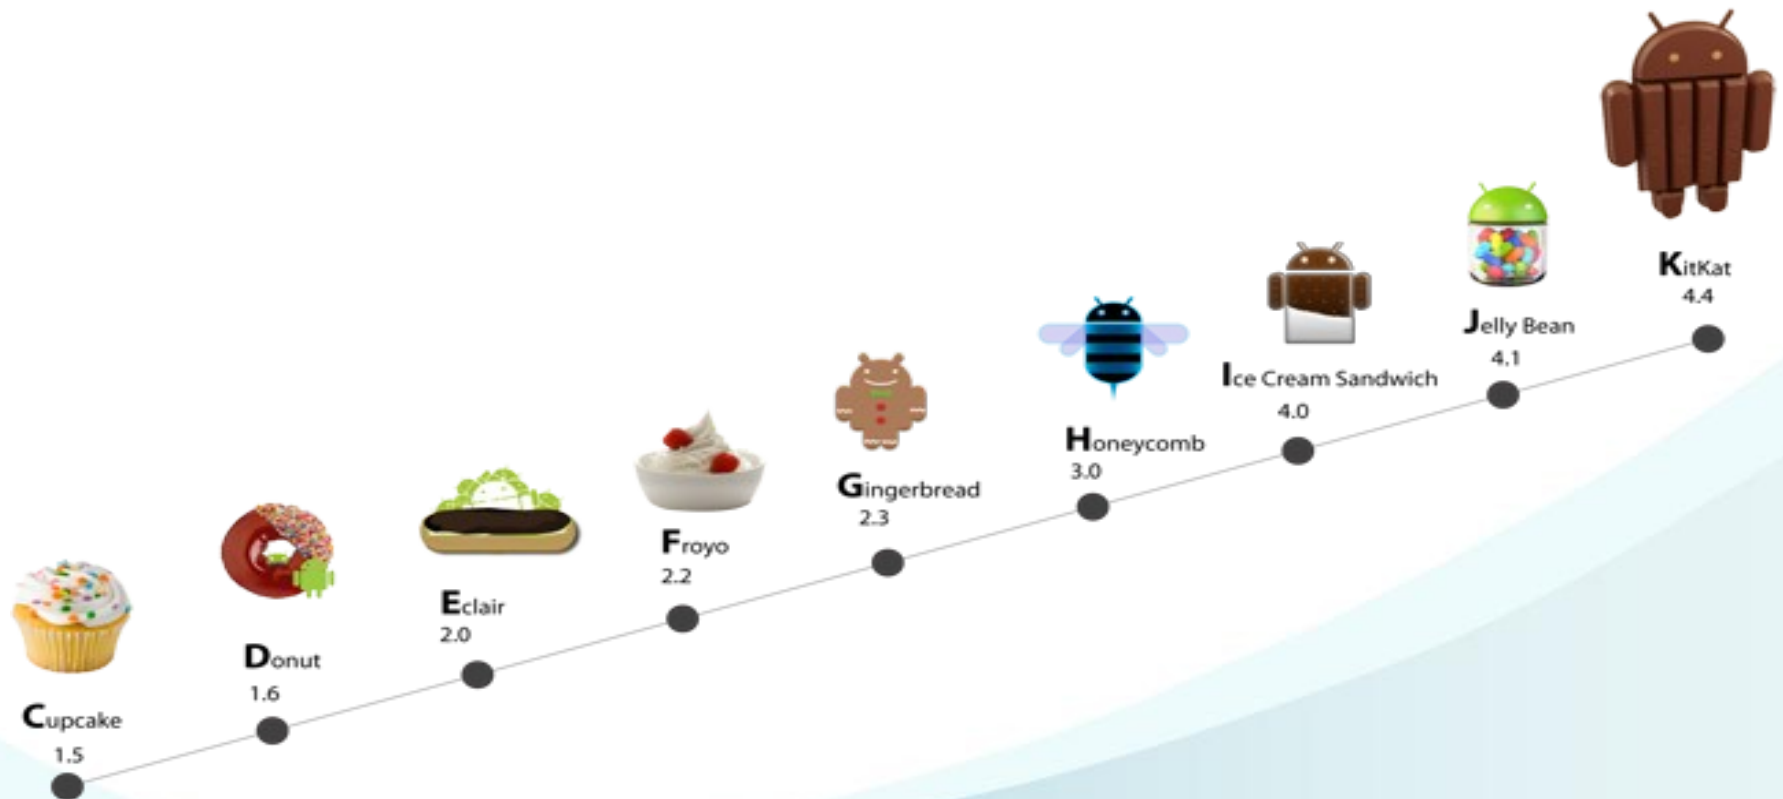 Cupcake
1.5
Donut
1.6
Eclair
2.0
Froyo
2.2
Gingerbread
2.3
Honeycomb
3.0
Ice Cream Sandwich
4.0
Jelly Bean
4.1
KitKat
4.4